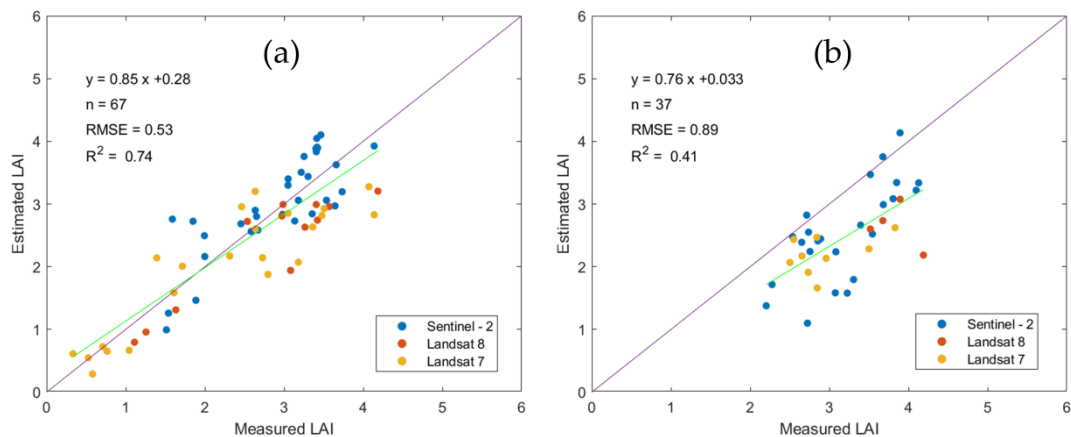 (a)
y = 0.85 x +0.28
n = 67
RMSE = 0.53
R² = 0.74
Estimated LAI
6
5
4
3
2
1
0
0 1 2 3 4 5 6
Measured LAI
Sentinel - 2
Landsat 8
Landsat 7
(b)
y = 0.76 x +0.033
n = 37
RMSE = 0.89
R² = 0.41
Estimated LAI
6
5
4
3
2
1
0
0 1 2 3 4 5 6
Measured LAI
Sentinel - 2
Landsat 8
Landsat 7